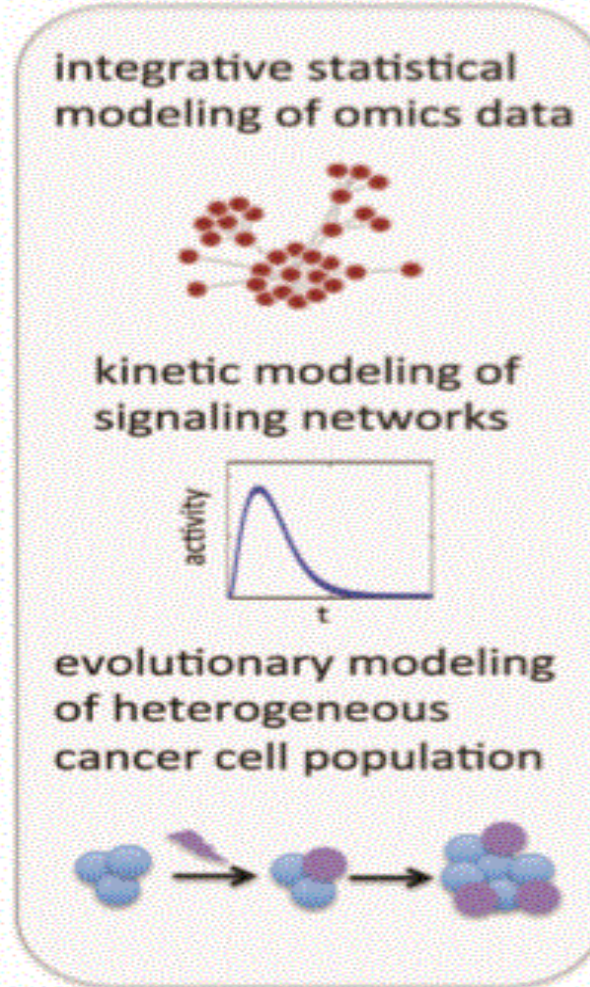 integrative statistical
modeling of omics data
kinetic modeling of
signaling networks
activity
t
evolutionary modeling
of heterogeneous
cancer cell population